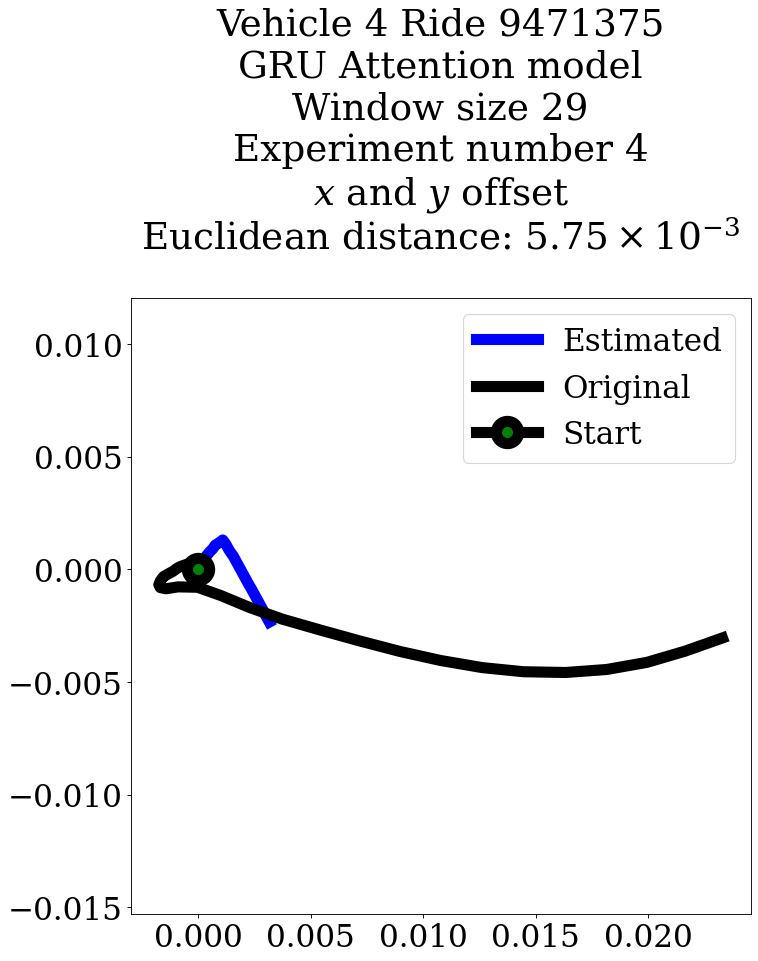 Vehicle 4 Ride 9471375
GRU Attention model
Window size 29
Experiment number 4
x and y offset
Euclidean distance: 5.75 × 10⁻³
Estimated
Original
Start
0.010
0.005
0.000
−0.005
−0.010
−0.015
0.000 0.005 0.010 0.015 0.020